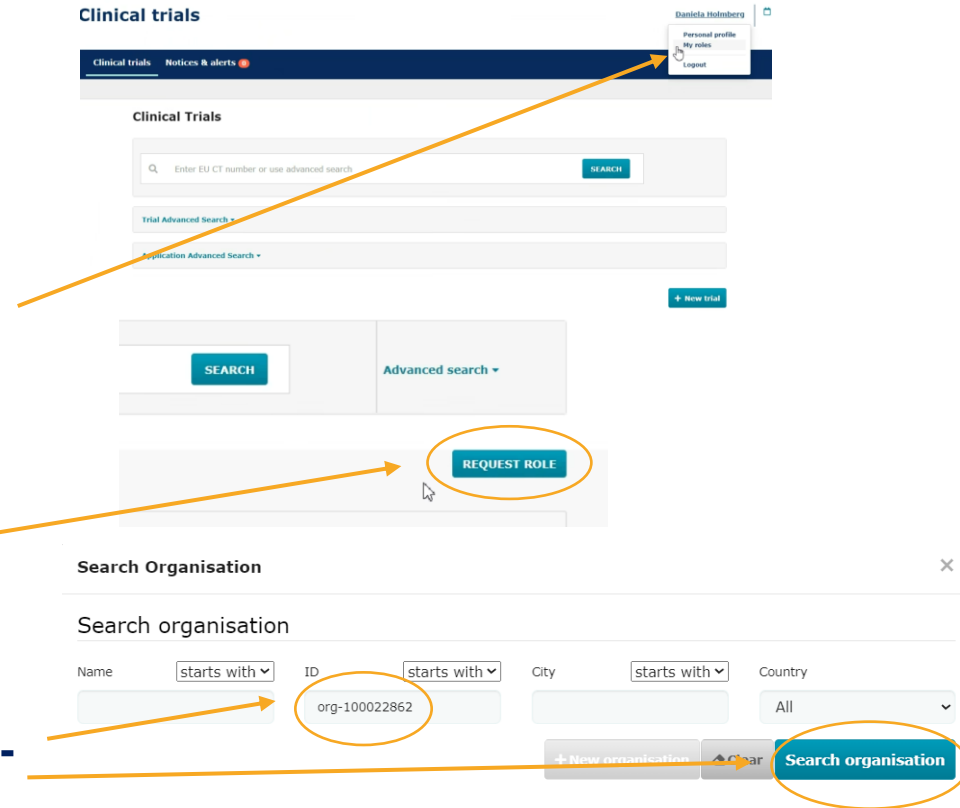 Clinical trials
Daniela Holmberg
Personal profile
My roles
Logout
Clinical trials Notices & alerts
Clinical Trials
Enter EU CT number or use advanced search
SEARCH
Trial Advanced Search
Application Advanced Search
+ New trial
SEARCH
Advanced search
REQUEST ROLE
Search Organisation ×
Search organisation
Name starts with ID starts with City starts with Country
org-100022862 All
-
+ New organisation Clear Search organisation